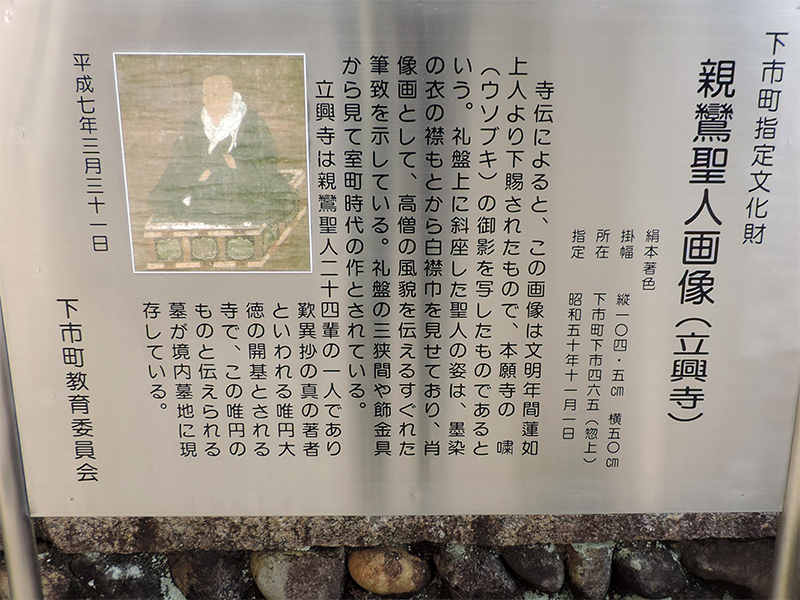 下市町指定文化財
親鸞聖人画像（立興寺）
絹本著色
掛幅　縦一〇四・五㎝　横五〇㎝
所在　下市町下市四六五（惣上）
指定　昭和五十年十一月一日
寺伝によると、この画像は文明年間蓮如
上人より下賜されたもので、本願寺の　嘯
（ウソブキ）の御影を写したものであると
いう。礼盤上に斜座した聖人の姿は、墨染
の衣の襟もとから白襟巾を見せており、肖
像画として、高僧の風貌を伝えるすぐれた
筆致を示している。礼盤の三狭間や飾金具
から見て室町時代の作とされている。
立興寺は親鸞聖人二十四輩の一人であり
歎異抄の真の著者
といわれる唯円大
徳の開基とされる
寺で、この唯円の
ものと伝えられる
墓が境内墓地に現
存している。
平成七年三月三十一日
下市町教育委員会